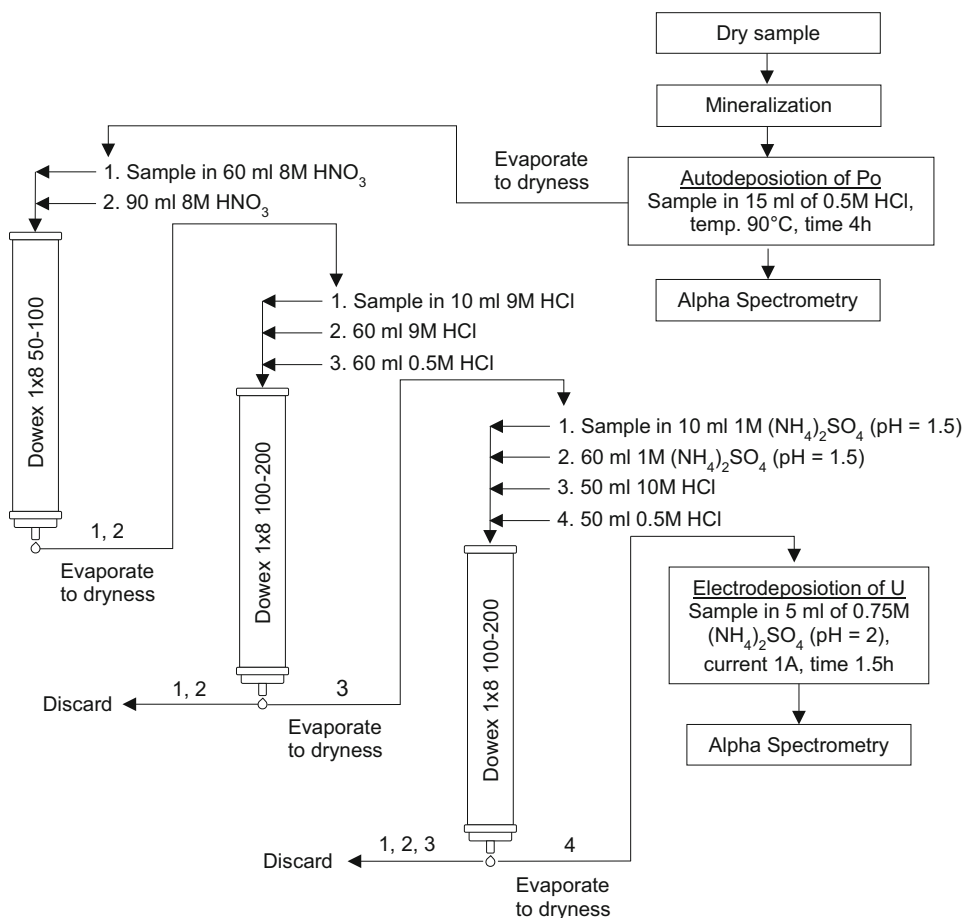 Dry sample
Mineralization
Autodeposiotion of Po
Sample in 15 ml of 0.5M HCl,
temp. 90°C, time 4h
Alpha Spectrometry
Evaporate
to dryness
1. Sample in 60 ml 8M HNO₃
2. 90 ml 8M HNO₃
Dowex 1x8 50-100
1, 2
Evaporate
to dryness
1. Sample in 10 ml 9M HCl
2. 60 ml 9M HCl
3. 60 ml 0.5M HCl
Dowex 1x8 100-200
1, 2
Discard
3
Evaporate
to dryness
1. Sample in 10 ml 1M (NH₄)₂SO₄ (pH = 1.5)
2. 60 ml 1M (NH₄)₂SO₄ (pH = 1.5)
3. 50 ml 10M HCl
4. 50 ml 0.5M HCl
Dowex 1x8 100-200
1, 2, 3
Discard
4
Evaporate
to dryness
Electrodeposiotion of U
Sample in 5 ml of 0.75M
(NH₄)₂SO₄ (pH = 2),
current 1A, time 1.5h
Alpha Spectrometry